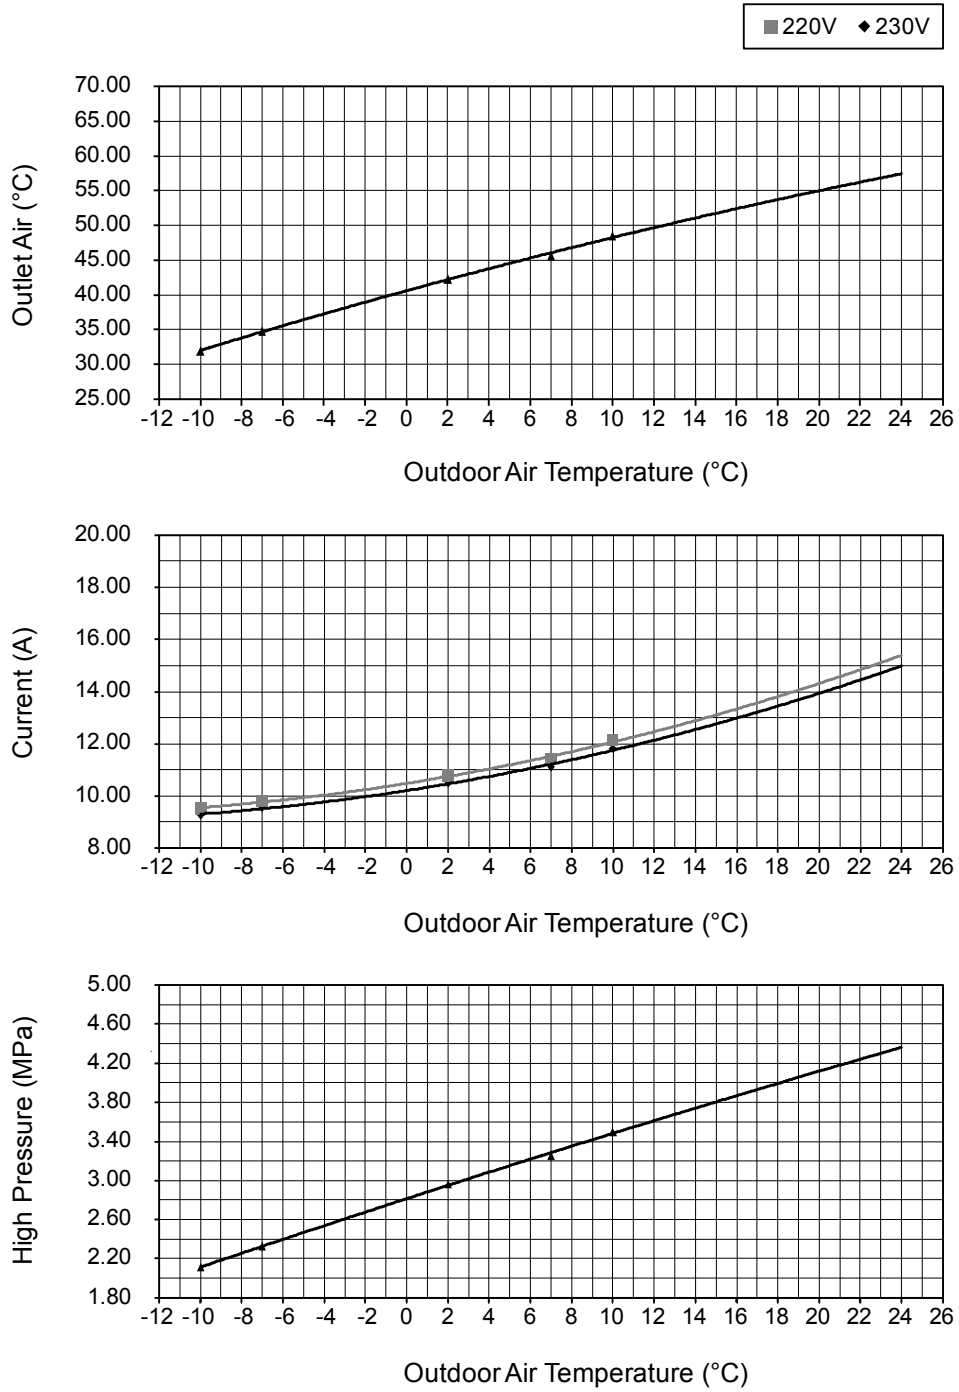 220V 230V
70.00
65.00
60.00
55.00
50.00
45.00
40.00
35.00
30.00
25.00
Outlet Air (°C)
-12 -10 -8 -6 -4 -2 0 2 4 6 8 10 12 14 16 18 20 22 24 26
Outdoor Air Temperature (°C)
20.00
18.00
16.00
14.00
12.00
10.00
8.00
Current (A)
-12 -10 -8 -6 -4 -2 0 2 4 6 8 10 12 14 16 18 20 22 24 26
Outdoor Air Temperature (°C)
5.00
4.60
4.20
3.80
3.40
3.00
2.60
2.20
1.80
High Pressure (MPa)
-12 -10 -8 -6 -4 -2 0 2 4 6 8 10 12 14 16 18 20 22 24 26
Outdoor Air Temperature (°C)